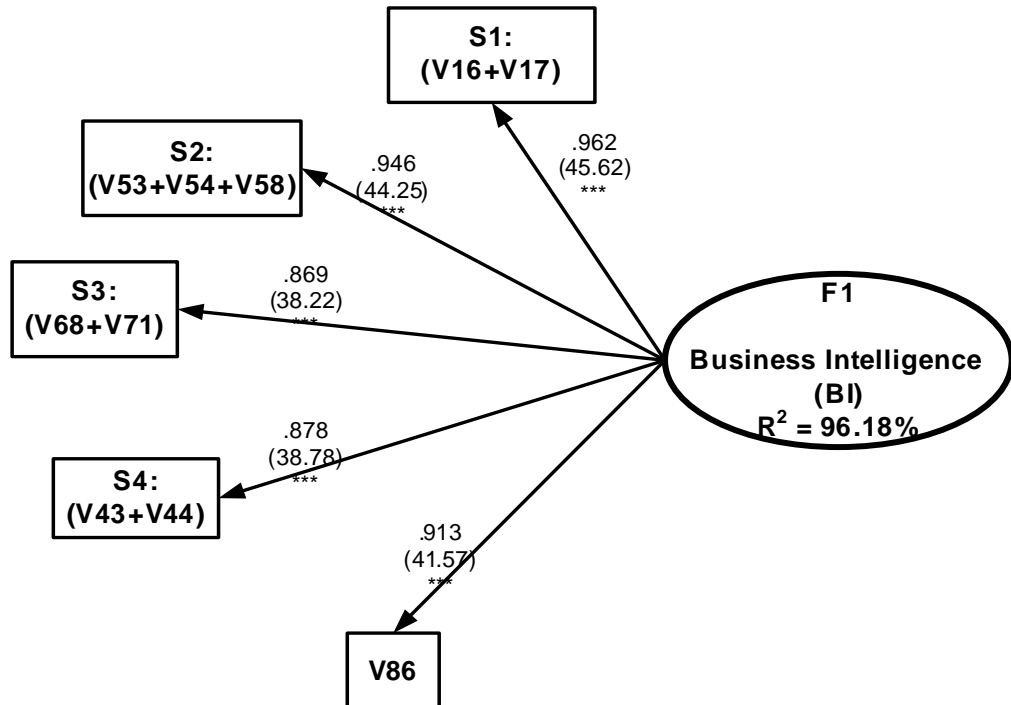 S1:
(V16+V17)
.962
(45.62)
***
S2:
(V53+V54+V58)
.946
(44.25)
***
S3:
(V68+V71)
.869
(38.22)
***
F1
Business Intelligence
(BI)
R² = 96.18%
S4:
(V43+V44)
.878
(38.78)
***
.913
(41.57)
***
V86